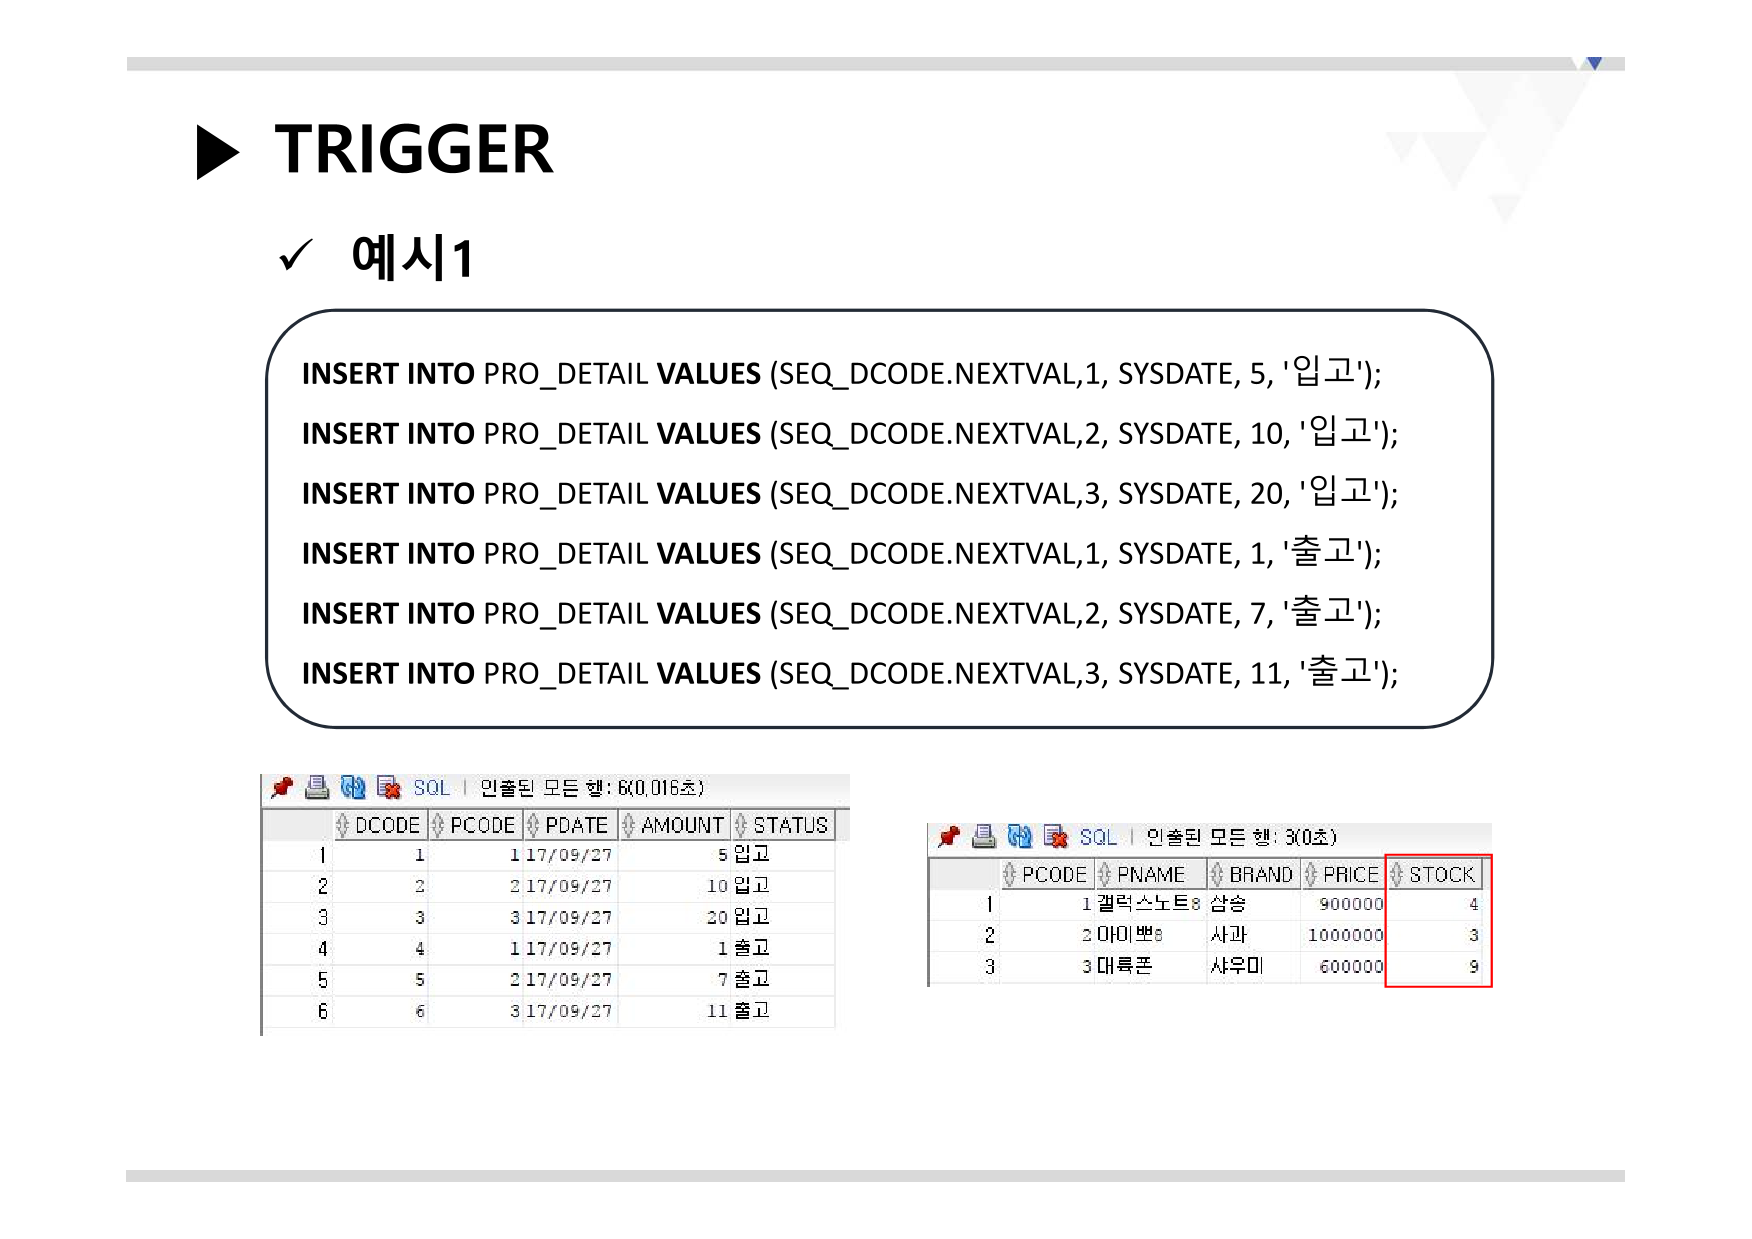 ▶ TRIGGER
✓ 예시1
INSERT INTO PRO_DETAIL VALUES (SEQ_DCODE.NEXTVAL,1, SYSDATE, 5, '입고');
INSERT INTO PRO_DETAIL VALUES (SEQ_DCODE.NEXTVAL,2, SYSDATE, 10, '입고');
INSERT INTO PRO_DETAIL VALUES (SEQ_DCODE.NEXTVAL,3, SYSDATE, 20, '입고');
INSERT INTO PRO_DETAIL VALUES (SEQ_DCODE.NEXTVAL,1, SYSDATE, 1, '출고');
INSERT INTO PRO_DETAIL VALUES (SEQ_DCODE.NEXTVAL,2, SYSDATE, 7, '출고');
INSERT INTO PRO_DETAIL VALUES (SEQ_DCODE.NEXTVAL,3, SYSDATE, 11, '출고');
SQL | 인출된 모든 행: 6(0,016초)
DCODE PCODE PDATE AMOUNT STATUS
1 1 1 17/09/27 5 입고
2 2 2 17/09/27 10 입고
3 3 3 17/09/27 20 입고
4 4 1 17/09/27 1 출고
5 5 2 17/09/27 7 출고
6 6 3 17/09/27 11 출고
SQL | 인출된 모든 행: 3(0초)
PCODE PNAME BRAND PRICE STOCK
1 1 갤럭스노트8 삼송 900000 4
2 2 아이뽀8 사과 1000000 3
3 3 대륙폰 샤우미 600000 9